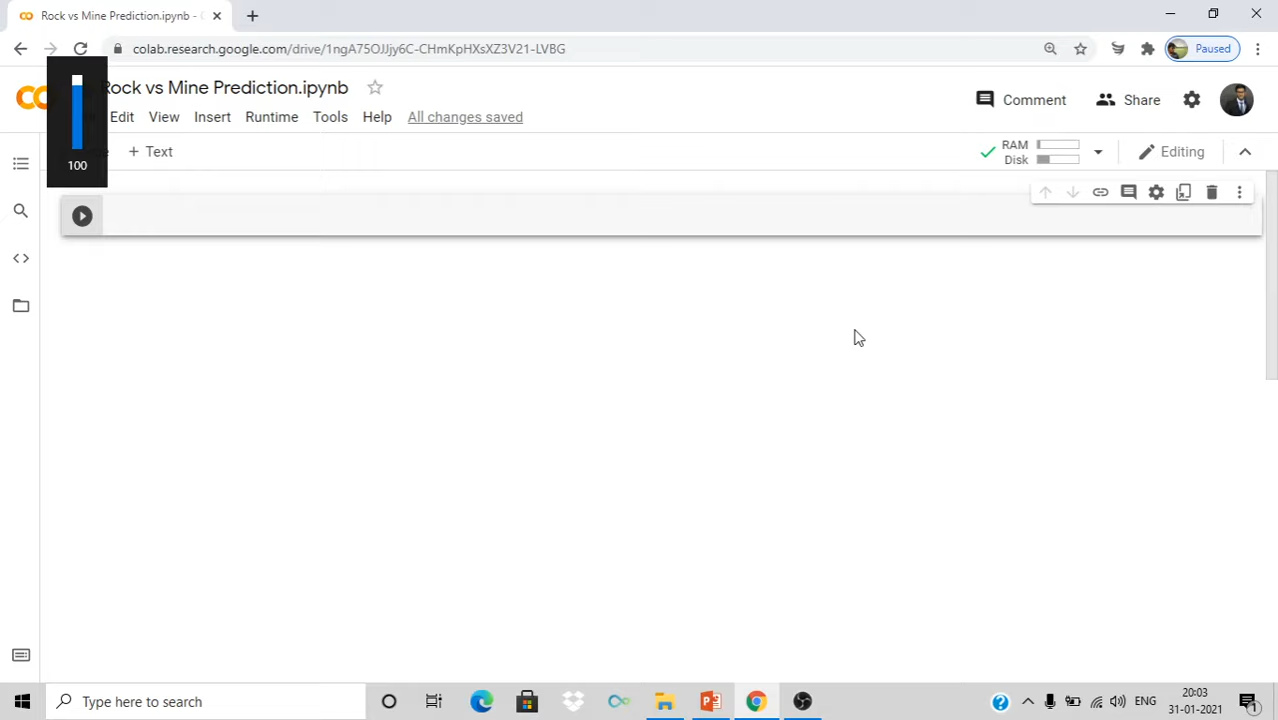 Rock vs Mine Prediction.ipynb - C
colab.research.google.com/drive/1ngA75OJJjy6C-CHmKpHXsXZ3V21-LVBG
Paused
Rock vs Mine Prediction.ipynb
Comment
Share
Edit View Insert Runtime Tools Help All changes saved
100
+ Text
RAM
Disk
Editing
Type here to search
ENG
20:03
31-01-2021
1